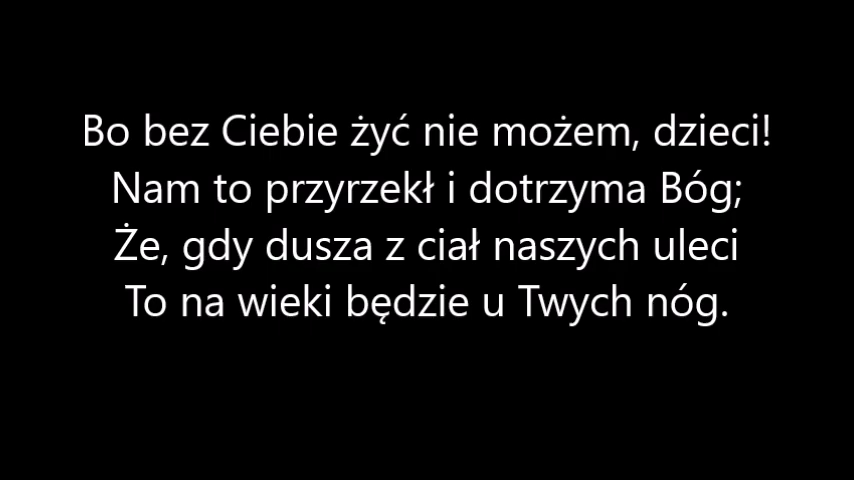 Bo bez Ciebie żyć nie możem, dzieci!
Nam to przyrzekł i dotrzyma Bóg;
Że, gdy dusza z ciał naszych uleci
To na wieki będzie u Twych nóg.